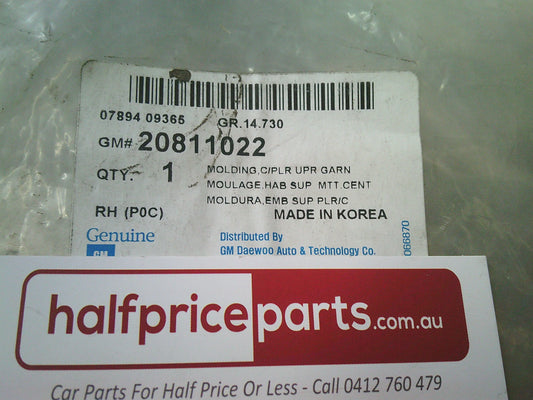 07894 09365 GR.14.730
GM# 20811022
QTY. 1 MOLDING,C/PLR UPR GARN
MOULAGE,HAB SUP MTT.CENT
MOLDURA,EMB SUP PLR/C
RH (P0C) MADE IN KOREA
Genuine Distributed By
GM GM Daewoo Auto & Technology Co.
066870
halfpriceparts.com.au
Car Parts For Half Price Or Less - Call 0412 760 479